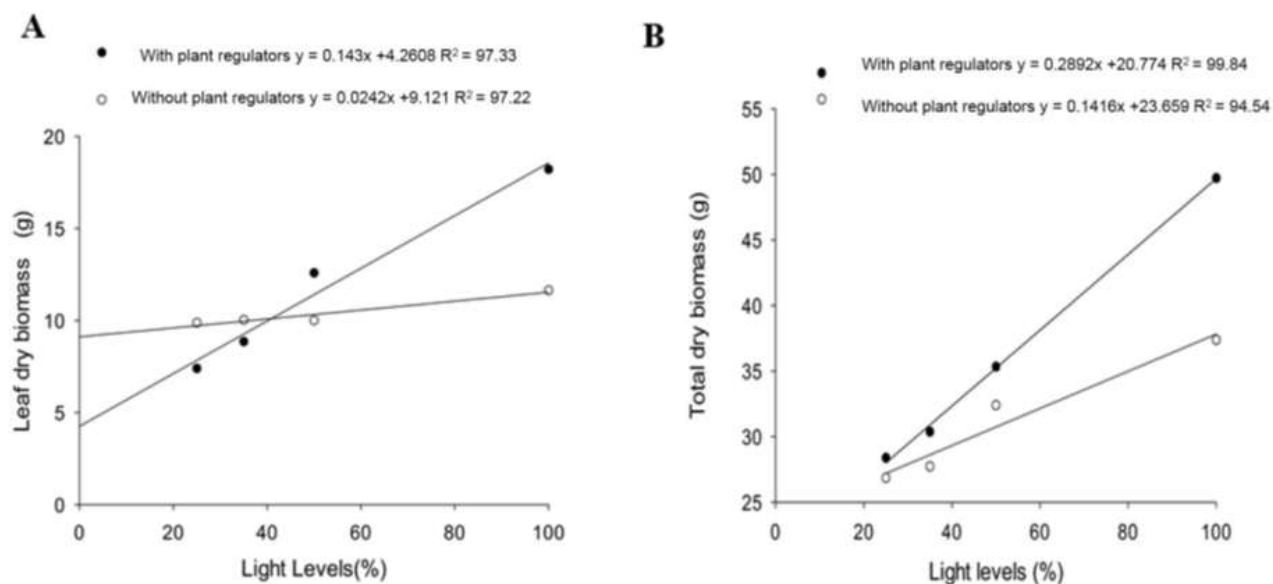 A
With plant regulators y = 0.143x +4.2608 R² = 97.33
Without plant regulators y = 0.0242x +9.121 R² = 97.22
20
15
10
5
0
Leaf dry biomass (g)
0 20 40 60 80 100
Light Levels(%)
B
With plant regulators y = 0.2892x +20.774 R² = 99.84
Without plant regulators y = 0.1416x +23.659 R² = 94.54
55
50
45
40
35
30
25
Total dry biomass (g)
0 20 40 60 80 100
Light levels (%)